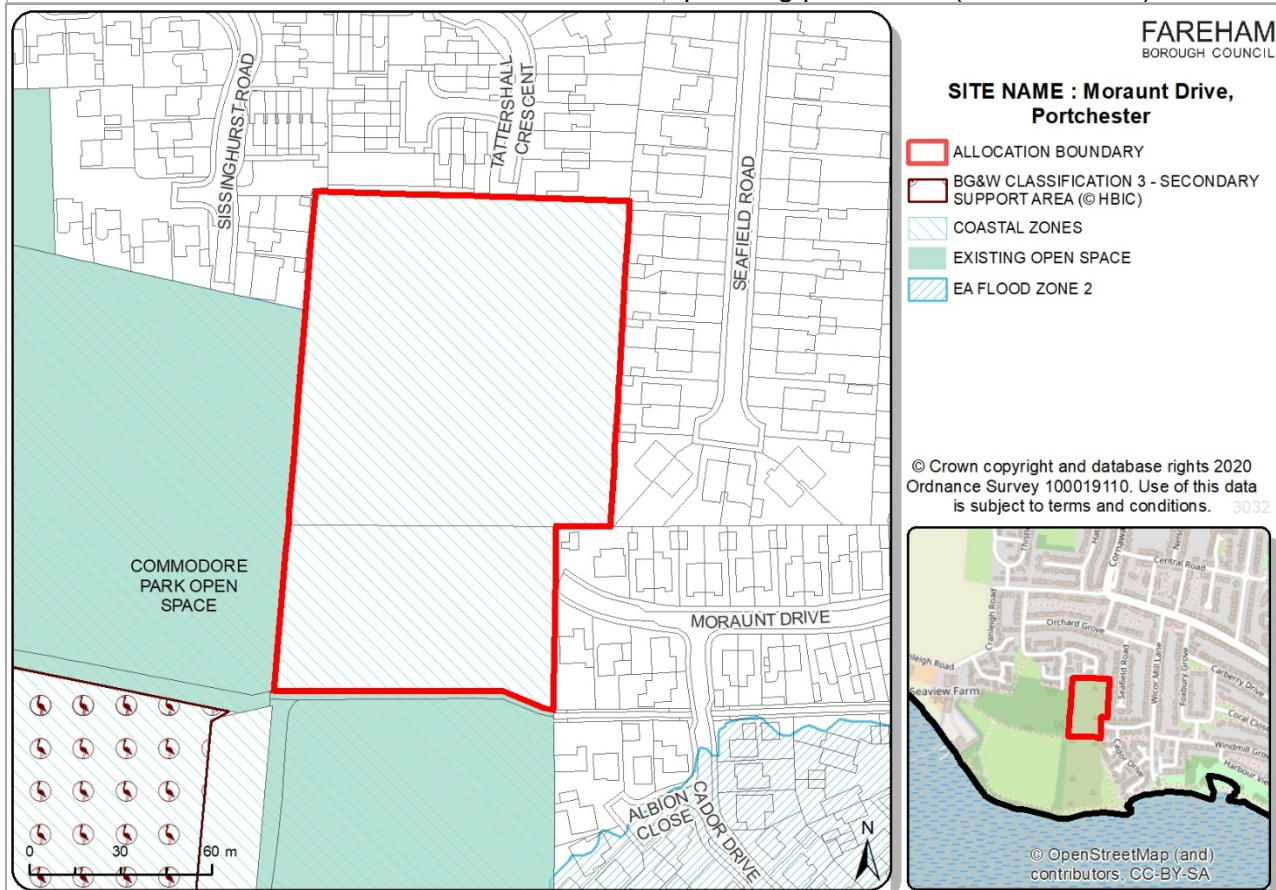 FAREHAM
BOROUGH COUNCIL
SITE NAME : Moraunt Drive,
Portchester
ALLOCATION BOUNDARY
BG&W CLASSIFICATION 3 - SECONDARY
SUPPORT AREA (© HBIC)
COASTAL ZONES
EXISTING OPEN SPACE
EA FLOOD ZONE 2
© Crown copyright and database rights 2020
Ordnance Survey 100019110. Use of this data
is subject to terms and conditions.
3032
SISSINGHURST ROAD
TATTERSHALL
CRESCENT
SEAFIELD ROAD
COMMODORE
PARK OPEN
SPACE
MORAUNT DRIVE
ALBION
CLOSE
CADOR DRIVE
0 30 60 m
N
Central Road
Cranleigh Road
Orchard Grove
Seafield Road
Wicor Mill Lane
Foxbury Grove
Carberry Drive
Seaview Farm
Cador Drive
Coral Close
Windmill Grove
Harbour View
© OpenStreetMap (and)
contributors, CC-BY-SA